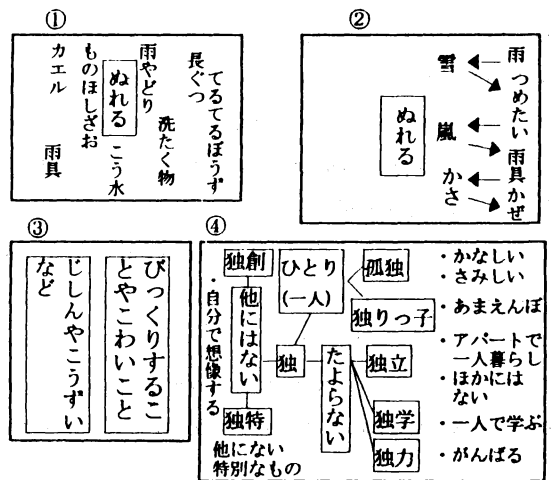 ①
てるてるぼうず
長ぐつ
洗たく物
雨やどり
ぬれる
こう水
ものほしざお
雨具
カエル
②
雨
つめたい
雨具
かぜ
雲
嵐
かさ
ぬれる
③
びっくりするこ
とやこわいこと
じしんやこうずい
など
④
独創
ひとり
(一人)
孤独
・かなしい
・さみしい
独りっ子
・あまえんぼ
・自分で想像する
他にはない
独
たよらない
独立
・アパートで
一人暮らし
・ほかには
ない
独学
・一人で学ぶ
独特
他にない
特別なもの
独力
・がんばる